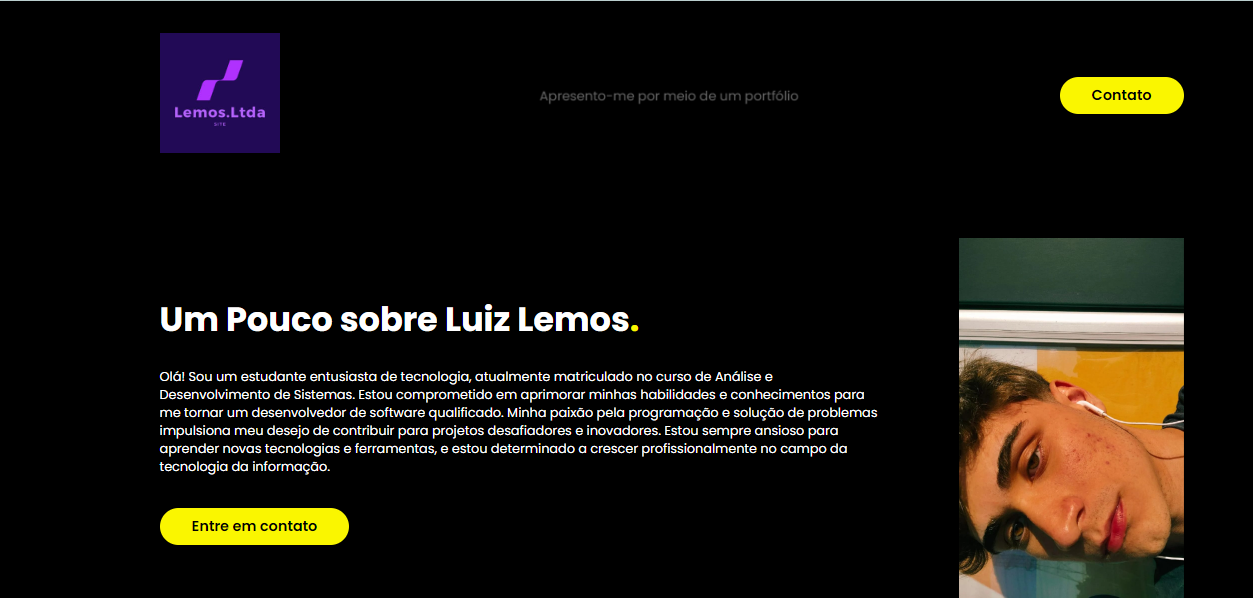 Lemos.Ltda
SITE
Apresento-me por meio de um portfólio
Contato
Um Pouco sobre Luiz Lemos.
Olá! Sou um estudante entusiasta de tecnologia, atualmente matriculado no curso de Análise e
Desenvolvimento de Sistemas. Estou comprometido em aprimorar minhas habilidades e conhecimentos para
me tornar um desenvolvedor de software qualificado. Minha paixão pela programação e solução de problemas
impulsiona meu desejo de contribuir para projetos desafiadores e inovadores. Estou sempre ansioso para
aprender novas tecnologias e ferramentas, e estou determinado a crescer profissionalmente no campo da
tecnologia da informação.
Entre em contato